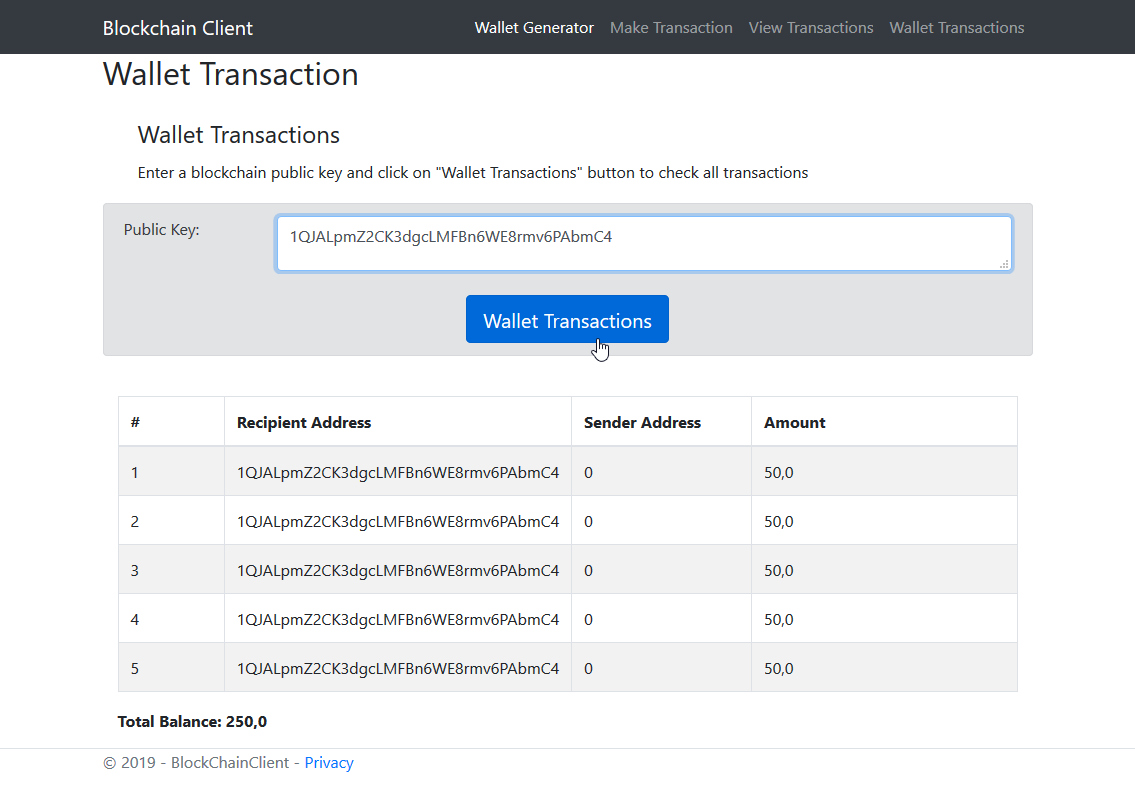 Blockchain Client Wallet Generator Make Transaction View Transactions Wallet Transactions
Wallet Transaction
Wallet Transactions
Enter a blockchain public key and click on "Wallet Transactions" button to check all transactions
Public Key: 1QJALpmZ2CK3dgcLMFBn6WE8rmv6PAbmC4
Wallet Transactions
# Recipient Address Sender Address Amount
1 1QJALpmZ2CK3dgcLMFBn6WE8rmv6PAbmC4 0 50,0
2 1QJALpmZ2CK3dgcLMFBn6WE8rmv6PAbmC4 0 50,0
3 1QJALpmZ2CK3dgcLMFBn6WE8rmv6PAbmC4 0 50,0
4 1QJALpmZ2CK3dgcLMFBn6WE8rmv6PAbmC4 0 50,0
5 1QJALpmZ2CK3dgcLMFBn6WE8rmv6PAbmC4 0 50,0
Total Balance: 250,0
© 2019 - BlockChainClient - Privacy